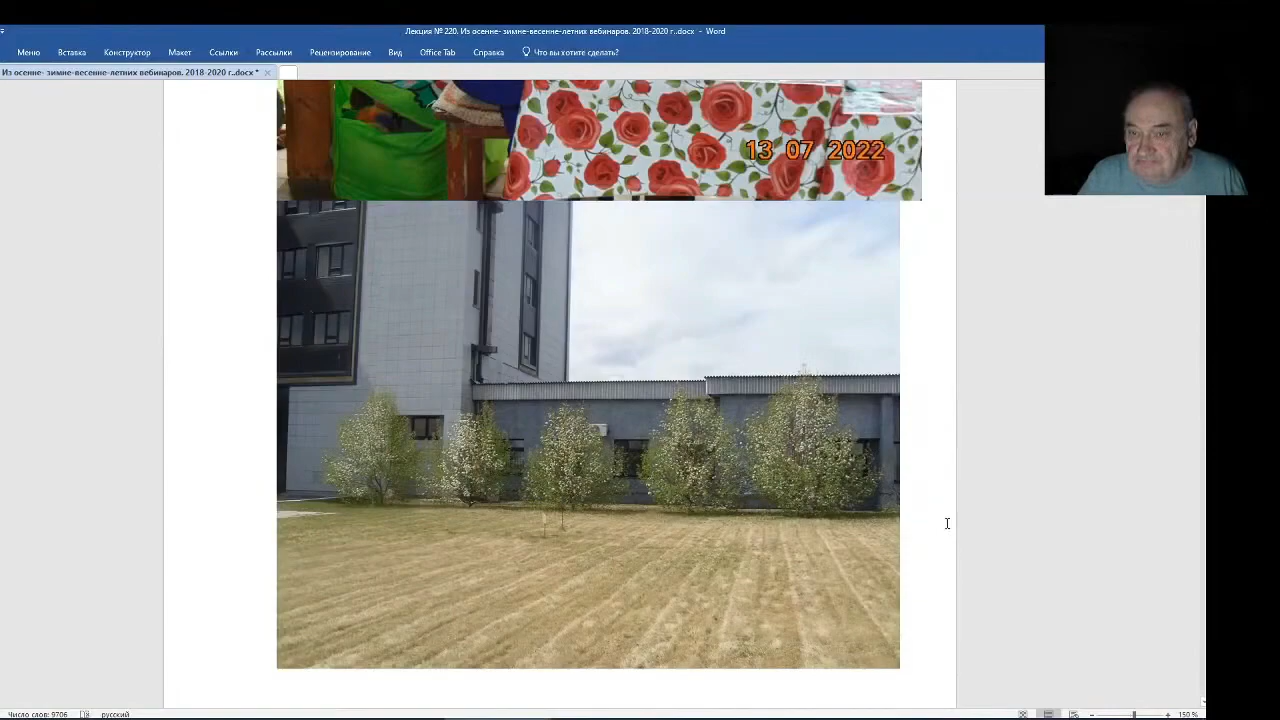 Лекция № 220. Из осенне- зимне-весенне-летних вебинаров. 2018-2020 г..docx - Word
Меню Вставка Конструктор Макет Ссылки Рассылки Рецензирование Вид Office Tab Справка Что вы хотите сделать?
Из осенне- зимне-весенне-летних вебинаров. 2018-2020 г..docx *
13 07 2022
Число слов: 9706 русский 150 %